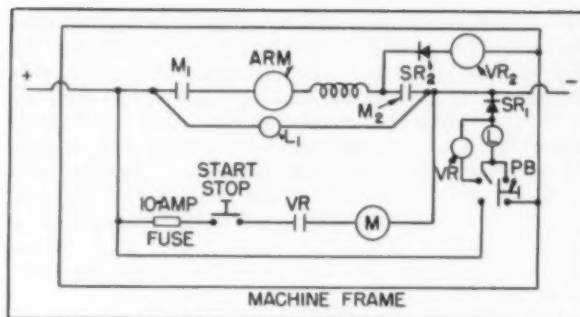 ARM
M1
SR2
VR2
+
−
M2
SR1
L1
L
VR
PB
START
STOP
10 AMP
FUSE
VR
M
MACHINE FRAME